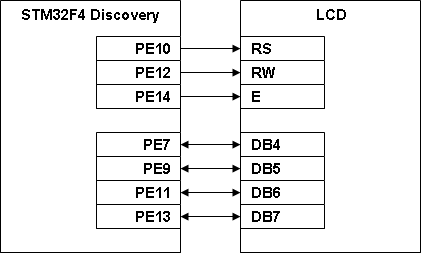 STM32F4 Discovery LCD
PE10 RS
PE12 RW
PE14 E
PE7 DB4
PE9 DB5
PE11 DB6
PE13 DB7